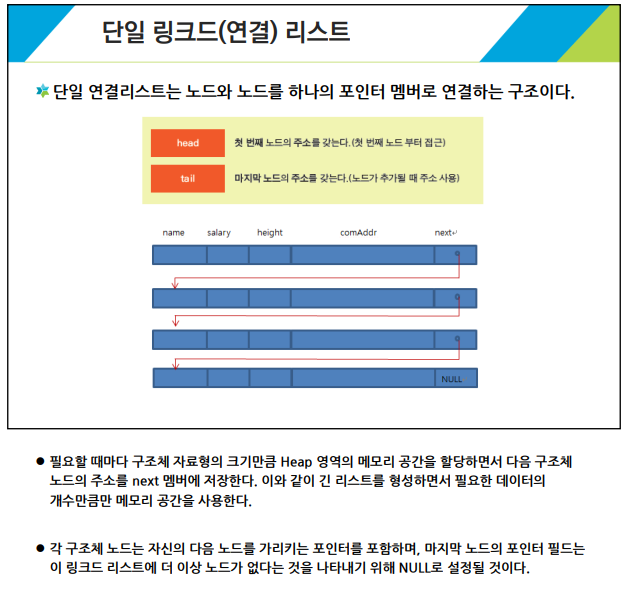 단일 링크드(연결) 리스트
단일 연결리스트는 노드와 노드를 하나의 포인터 멤버로 연결하는 구조이다.
head 첫 번째 노드의 주소를 갖는다.(첫 번째 노드 부터 접근)
tail 마지막 노드의 주소를 갖는다.(노드가 추가될 때 주소 사용)
name salary height comAddr next↵
NULL
● 필요할 때마다 구조체 자료형의 크기만큼 Heap 영역의 메모리 공간을 할당하면서 다음 구조체
노드의 주소를 next 멤버에 저장한다. 이와 같이 긴 리스트를 형성하면서 필요한 데이터의
개수만큼만 메모리 공간을 사용한다.
● 각 구조체 노드는 자신의 다음 노드를 가리키는 포인터를 포함하며, 마지막 노드의 포인터 필드는
이 링크드 리스트에 더 이상 노드가 없다는 것을 나타내기 위해 NULL로 설정될 것이다.